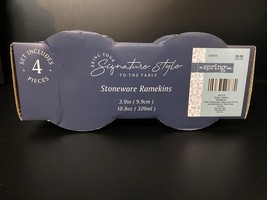 SET INCLUDES
4
PIECES
BRING YOUR
Signature Style
TO THE TABLE
Stoneware Ramekins
3.9in (9.9cm)
10.8oz (320ml)
spring